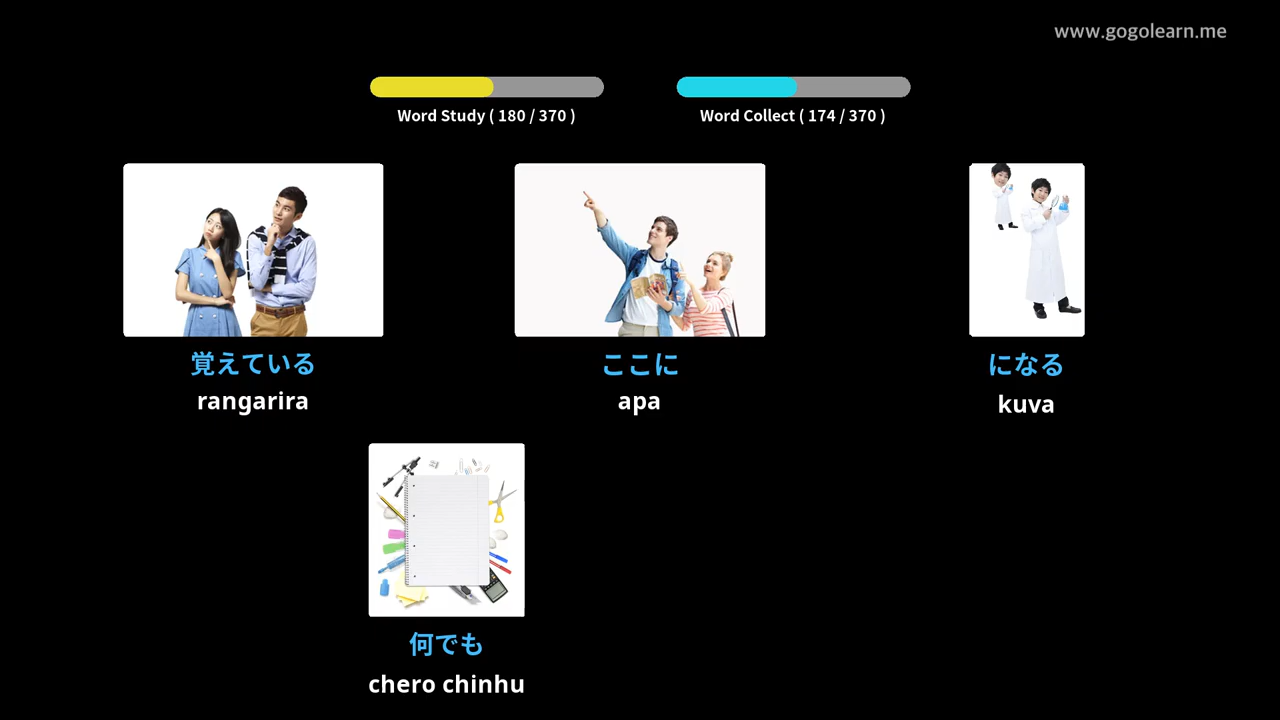 www.gogolearn.me
Word Study ( 180 / 370 )
Word Collect ( 174 / 370 )
覚えている
rangarira
ここに
apa
になる
kuva
何でも
chero chinhu